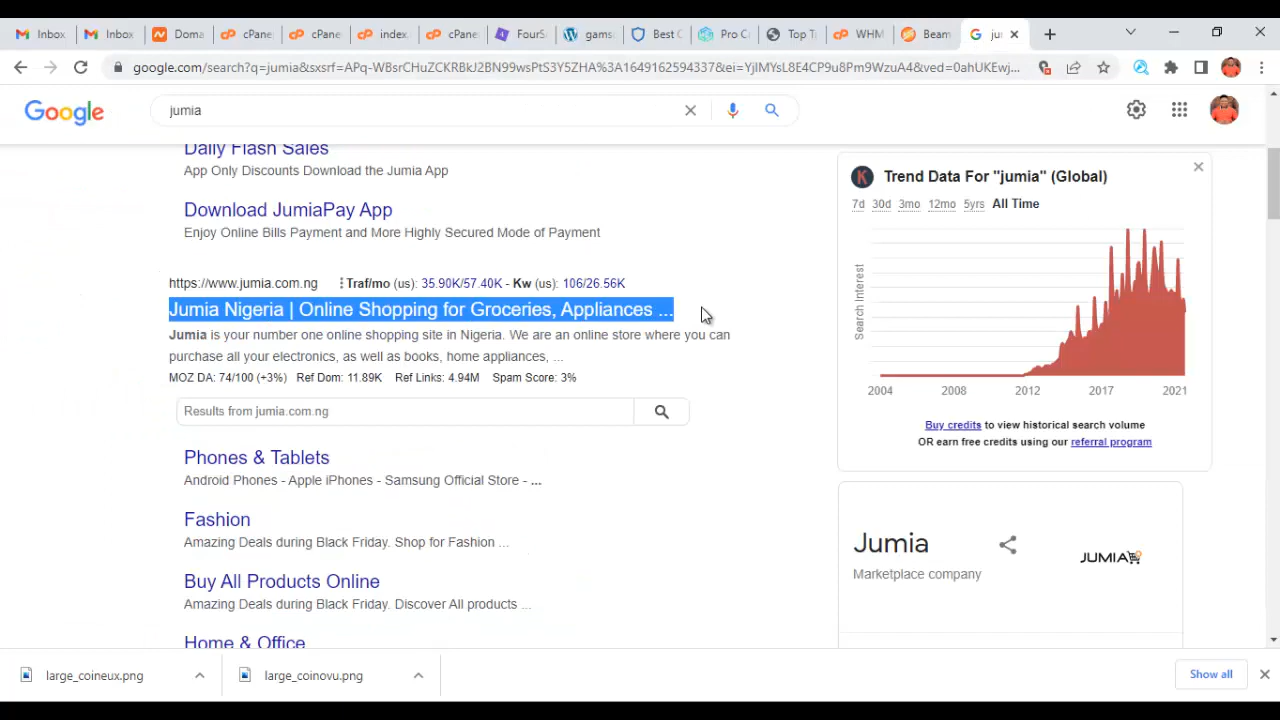 Inbox
Inbox
Doma
cPane
cPane
index.
cPane
FourSo
gams
Best C
Pro C
Top T
WHM
Beam
jur
google.com/search?q=jumia&sxsrf=APq-WBsrCHuZCKRBkJ2BN99wsPtS3Y5ZHA%3A1649162594337&ei=YjlMYsL8E4CP9u8Pm9WzuA4&ved=0ahUKEwj...
Google
jumia
Daily Flash Sales
App Only Discounts Download the Jumia App
Download JumiaPay App
Enjoy Online Bills Payment and More Highly Secured Mode of Payment
https://www.jumia.com.ng Traf/mo (us): 35.90K/57.40K - Kw (us): 106/26.56K
Jumia Nigeria | Online Shopping for Groceries, Appliances ...
Jumia is your number one online shopping site in Nigeria. We are an online store where you can
purchase all your electronics, as well as books, home appliances, ...
MOZ DA: 74/100 (+3%) Ref Dom: 11.89K Ref Links: 4.94M Spam Score: 3%
Results from jumia.com.ng
Phones & Tablets
Android Phones - Apple iPhones - Samsung Official Store - ...
Fashion
Amazing Deals during Black Friday. Shop for Fashion ...
Buy All Products Online
Amazing Deals during Black Friday. Discover All products ...
Home & Office
K
Trend Data For "jumia" (Global)
7d 30d 3mo 12mo 5yrs All Time
Search Interest
2004 2008 2012 2017 2021
Buy credits to view historical search volume
OR earn free credits using our referral program
Jumia
Marketplace company
JUMIA
large_coineux.png
large_coinovu.png
Show all